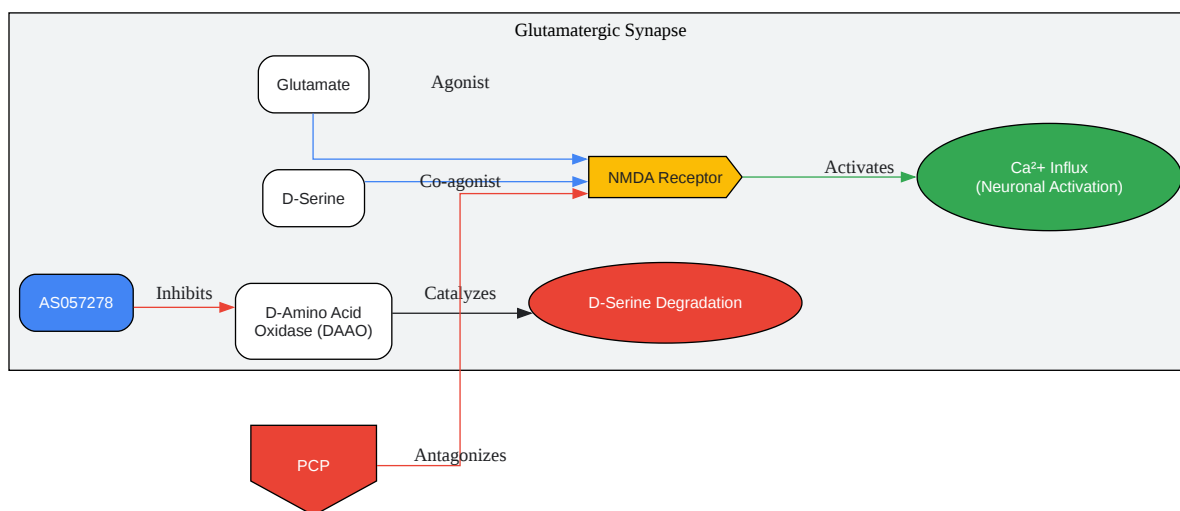 Glutamatergic Synapse
Glutamate
Agonist
D-Serine
Co-agonist
NMDA Receptor
Activates
Ca²+ Influx
(Neuronal Activation)
AS057278
Inhibits
D-Amino Acid
Oxidase (DAAO)
Catalyzes
D-Serine Degradation
PCP
Antagonizes